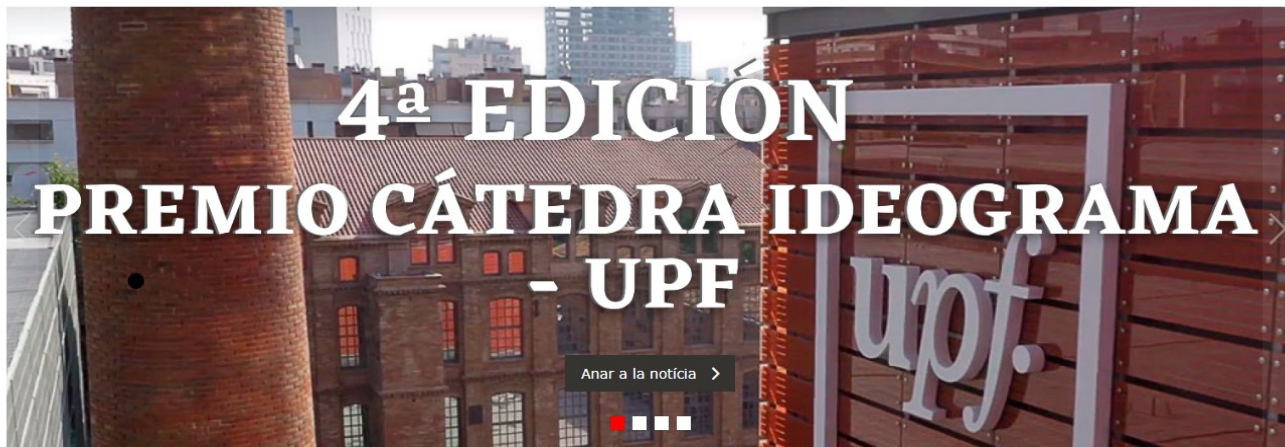 4ª EDICIÓN
PREMIO CÁTEDRA IDEOGRAMA
- UPF
upf.
Anar a la notícia